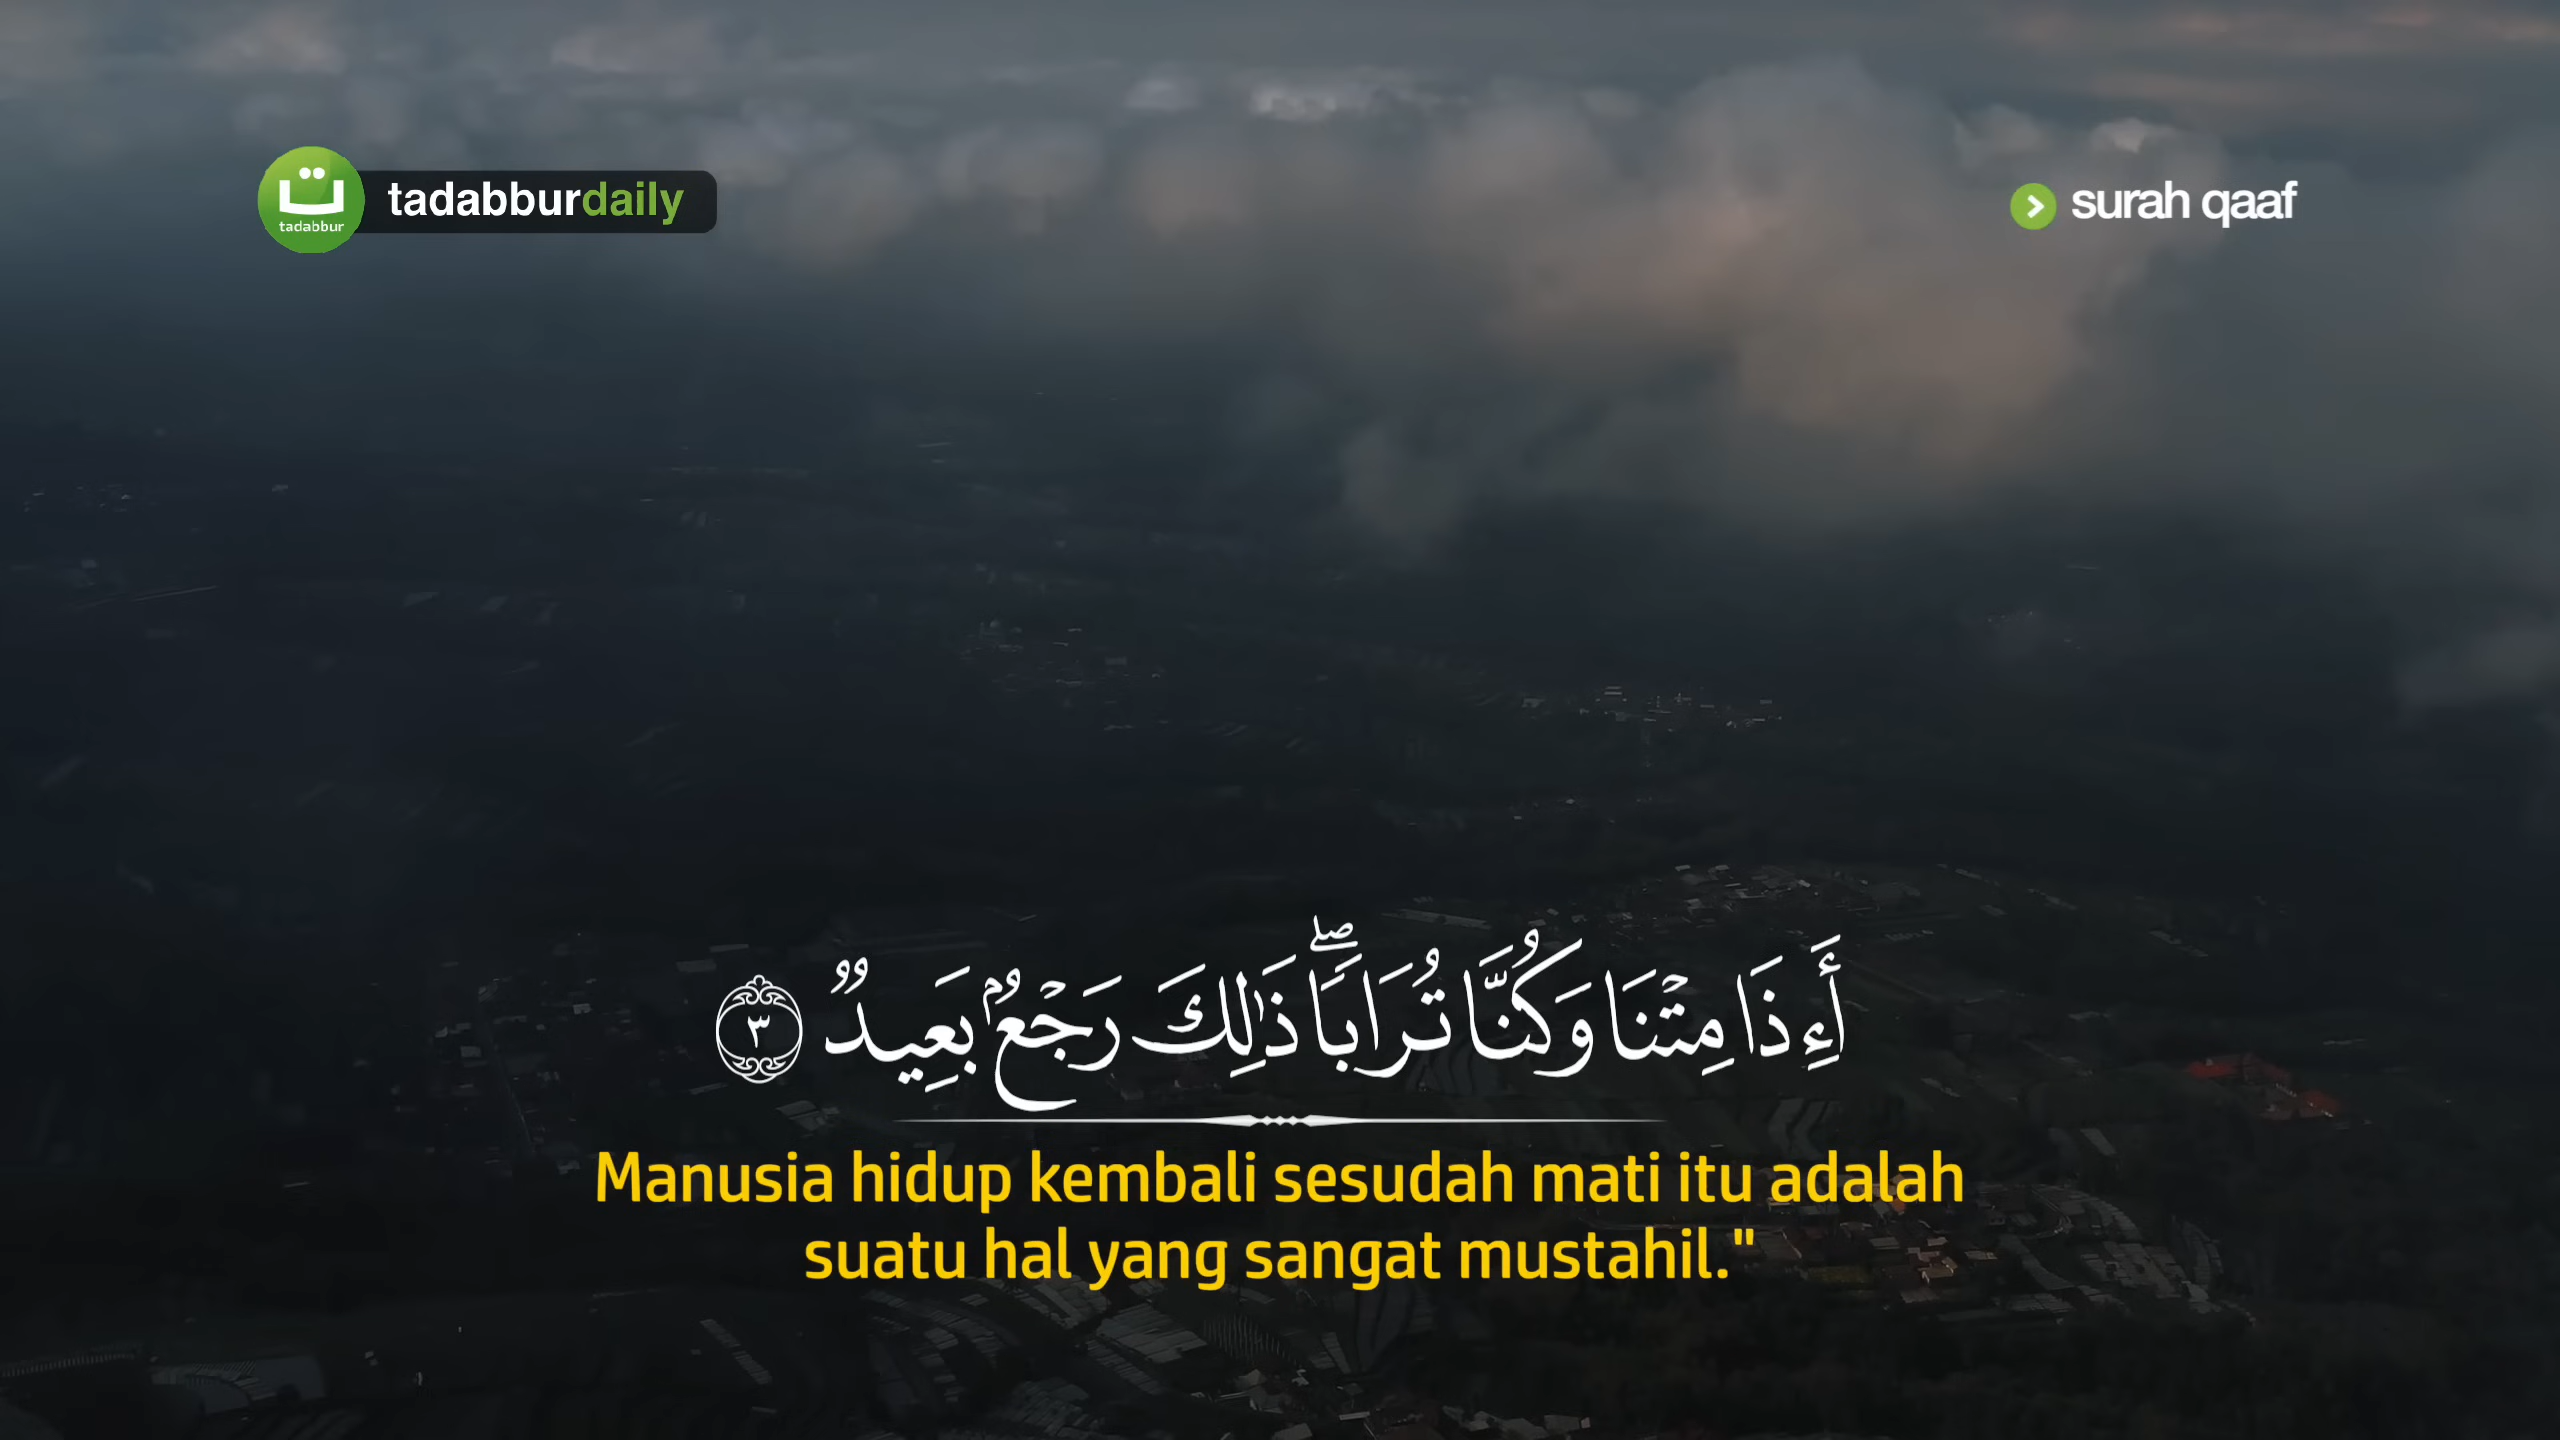 ت
tadabbur
tadabburdaily
surah qaaf
أَءِذَا مِتْنَا وَكُنَّا تُرَابًا ۖ ذَٰلِكَ رَجْعٌۢ بَعِيدٌ ٣
Manusia hidup kembali sesudah mati itu adalah
suatu hal yang sangat mustahil."